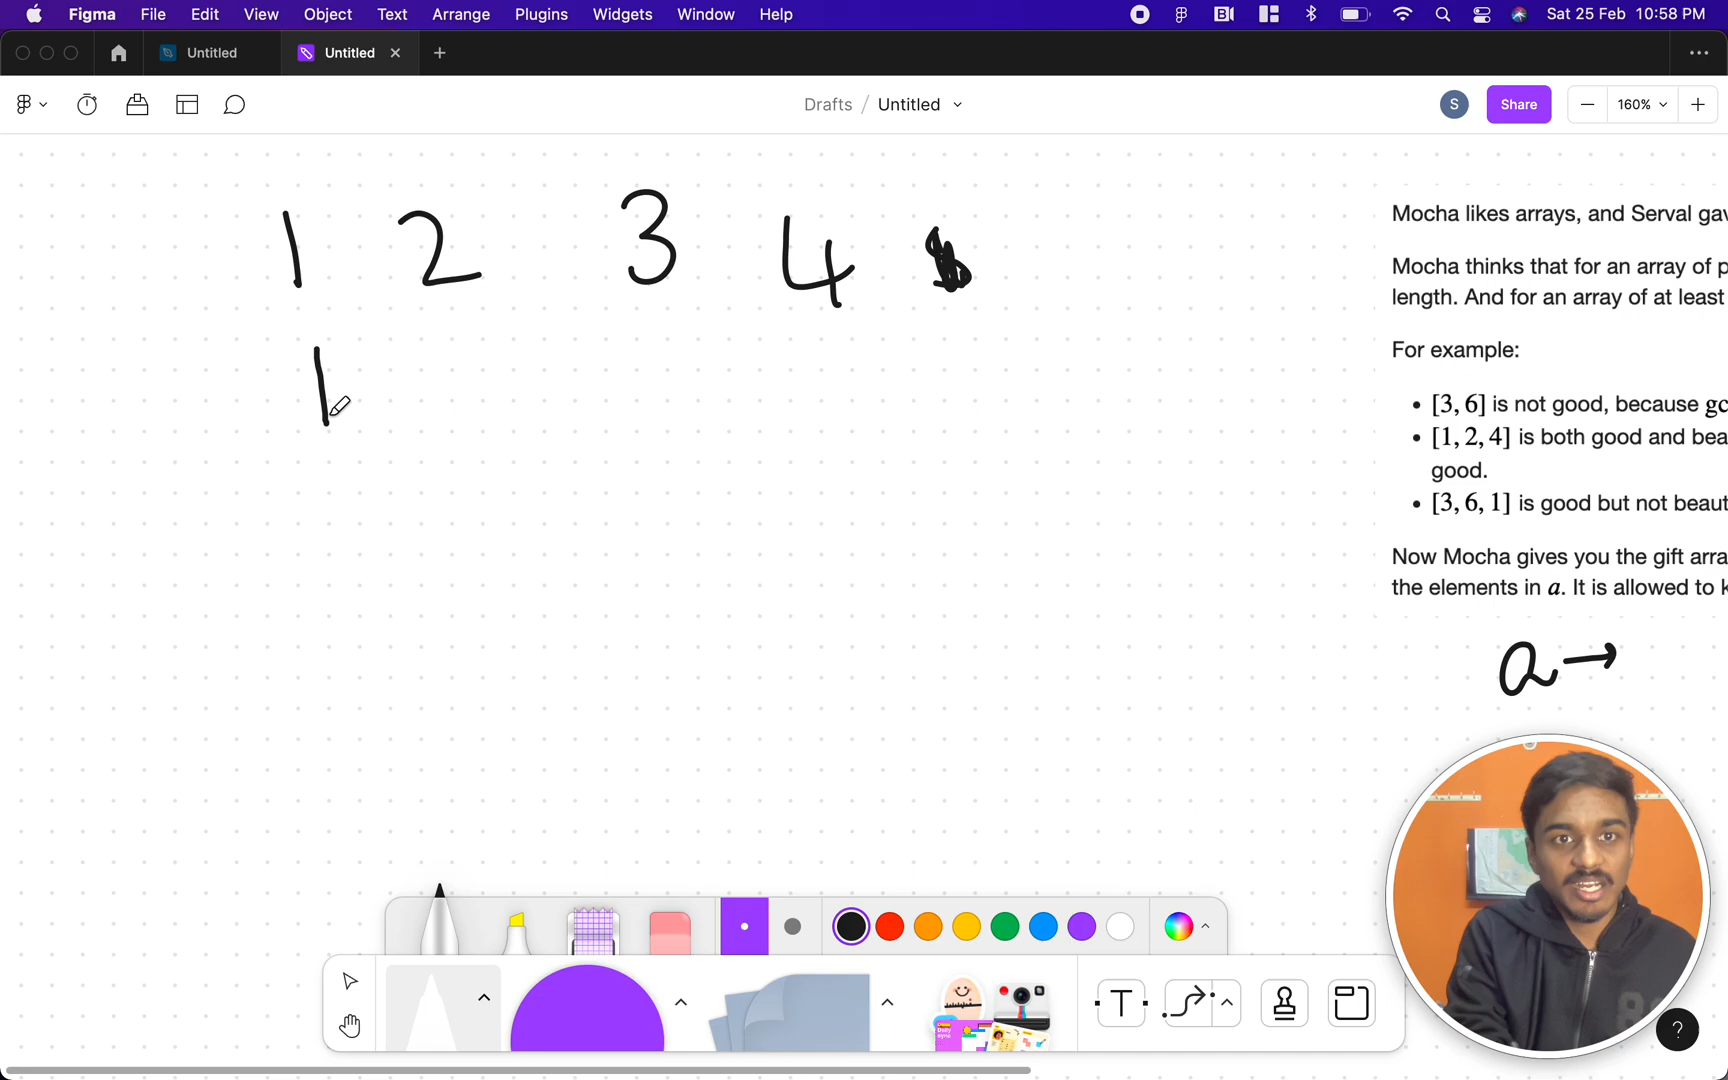 Figma File Edit View Object Text Arrange Plugins Widgets Window Help Sat 25 Feb 10:58 PM
Untitled Untitled
Drafts / Untitled S Share 160%
1 2 3 4
1
Mocha likes arrays, and Serval gav
Mocha thinks that for an array of p
length. And for an array of at least
For example:
• [3, 6] is not good, because gc
• [1, 2, 4] is both good and bea
good.
• [3, 6, 1] is good but not beaut
Now Mocha gives you the gift arra
the elements in a. It is allowed to k
a→
T
?